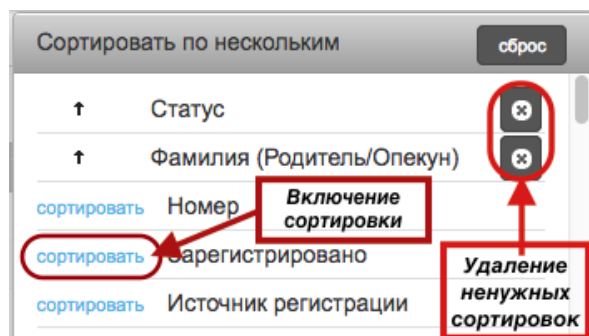 Сортировать по нескольким сброс
↑ Статус
↑ Фамилия (Родитель/Опекун)
сортировать Номер
Включение
сортировки
сортировать Зарегистрировано
сортировать Источник регистрации
Удаление
ненужных
сортировок